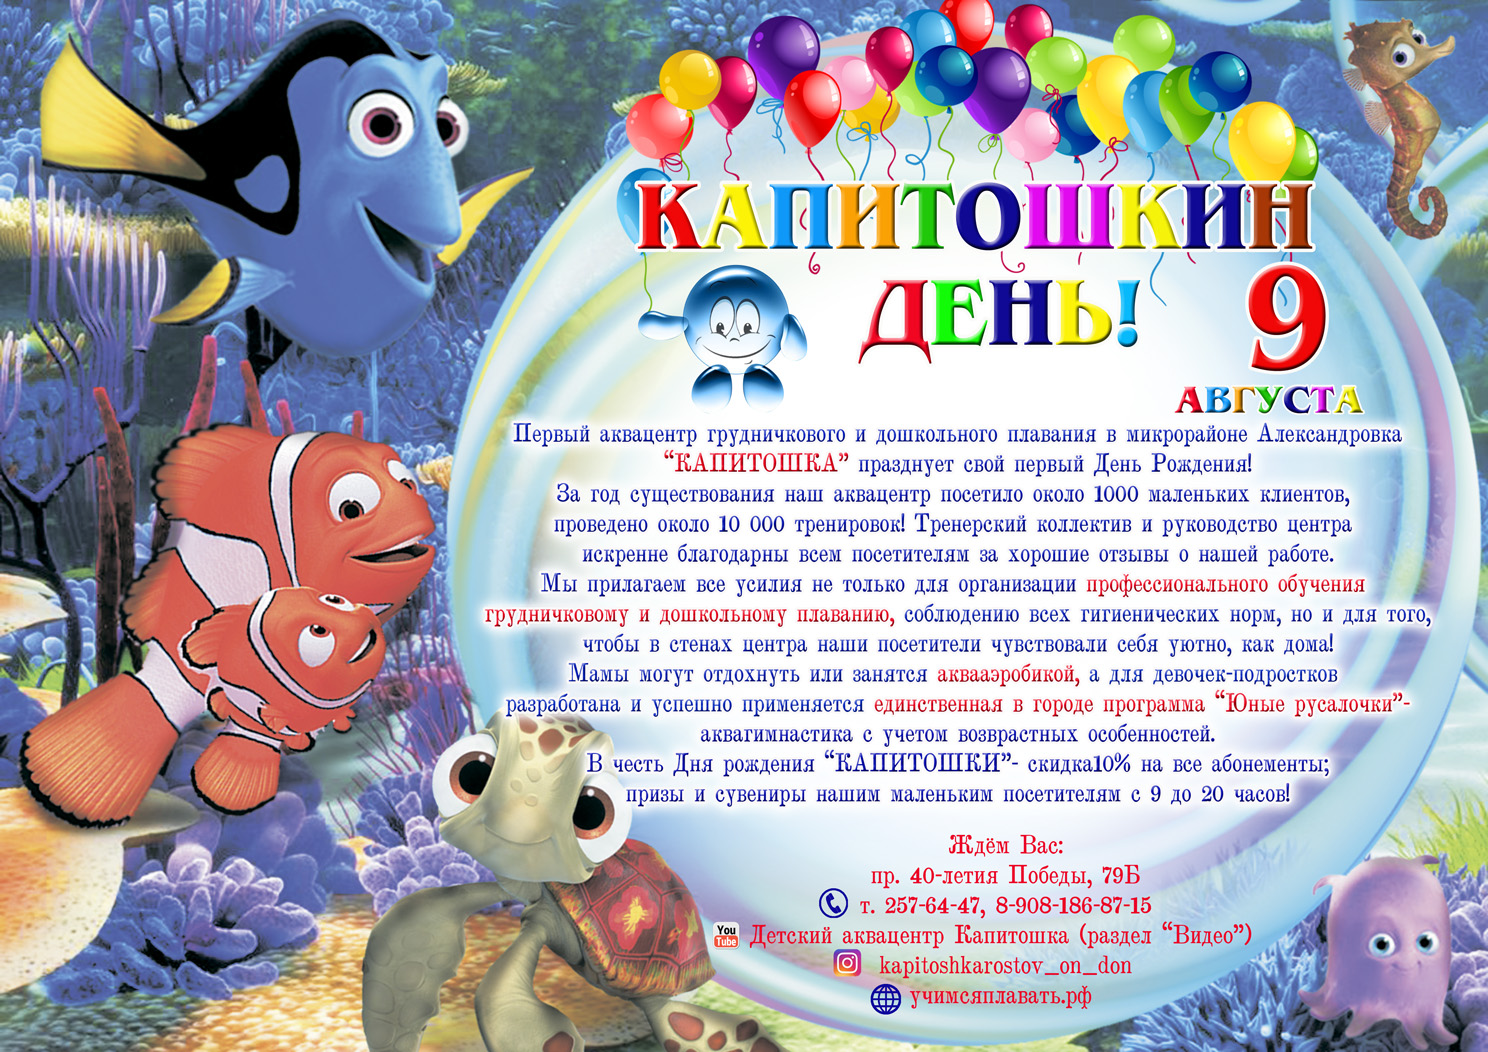 КАПИТОШКИН
ДЕНЬ! 9
АВГУСТА
Первый аквацентр грудничкового и дошкольного плавания в микрорайоне Александровка
“КАПИТОШКА” празднует свой первый День Рождения!
За год существования наш аквацентр посетило около 1000 маленьких клиентов,
проведено около 10 000 тренировок! Тренерский коллектив и руководство центра
искренне благодарны всем посетителям за хорошие отзывы о нашей работе.
Мы прилагаем все усилия не только для организации профессионального обучения
грудничковому и дошкольному плаванию, соблюдению всех гигиенических норм, но и для того,
чтобы в стенах центра наши посетители чувствовали себя уютно, как дома!
Мамы могут отдохнуть или занятся аквааэробикой, а для девочек-подростков
разработана и успешно применяется единственная в городе программа “Юные русалочки”-
аквагимнастика с учетом возврастных особенностей.
В честь Дня рождения “КАПИТОШКИ”- скидка10% на все абонементы;
призы и сувениры нашим маленьким посетителям с 9 до 20 часов!
Ждём Вас:
пр. 40-летия Победы, 79Б
т. 257-64-47, 8-908-186-87-15
You Tube Детский аквацентр Капитошка (раздел “Видео”)
kapitoshkarostov_on_don
учимсяплавать.рф